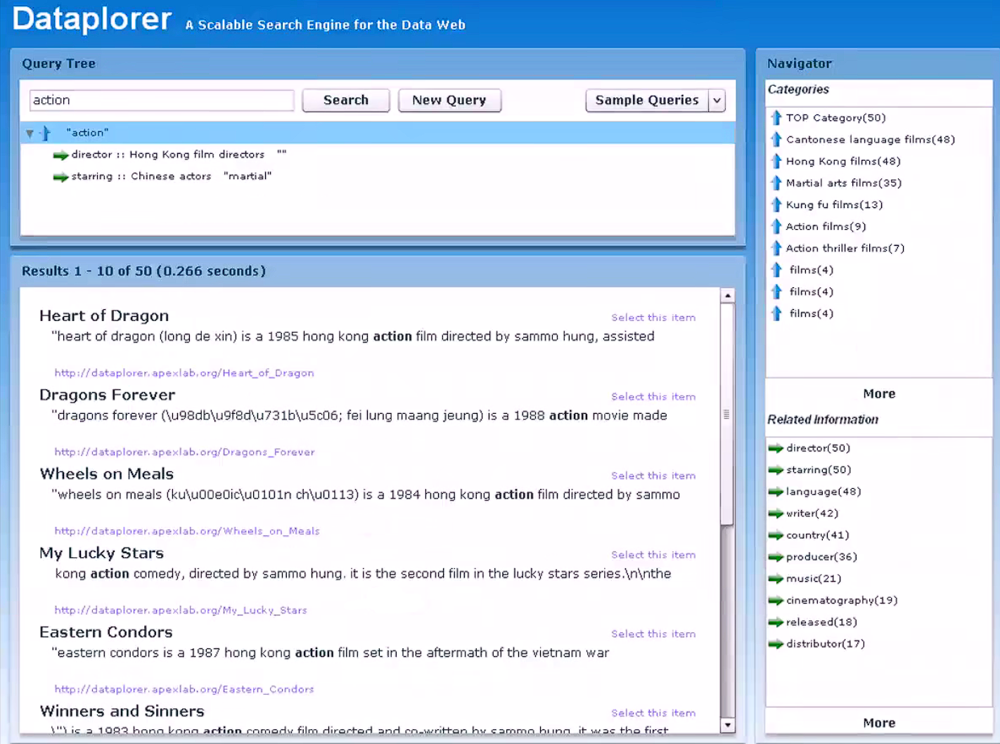 Dataplorer A Scalable Search Engine for the Data Web
Query Tree
action
Search
New Query
Sample Queries
"action"
director :: Hong Kong film directors ""
starring :: Chinese actors "martial"
Results 1 - 10 of 50 (0.266 seconds)
Heart of Dragon
Select this item
"heart of dragon (long de xin) is a 1985 hong kong action film directed by sammo hung, assisted
http://dataplorer.apexlab.org/Heart_of_Dragon
Dragons Forever
Select this item
"dragons forever (\u98db\u9f8d\u731b\u5c06; fei lung maang jeung) is a 1988 action movie made
http://dataplorer.apexlab.org/Dragons_Forever
Wheels on Meals
Select this item
"wheels on meals (ku\u00e0ic\u0101n ch\u0113) is a 1984 hong kong action film directed by sammo
http://dataplorer.apexlab.org/Wheels_on_Meals
My Lucky Stars
Select this item
kong action comedy, directed by sammo hung. it is the second film in the lucky stars series.\n\nthe
http://dataplorer.apexlab.org/My_Lucky_Stars
Eastern Condors
Select this item
"eastern condors is a 1987 hong kong action film set in the aftermath of the vietnam war
http://dataplorer.apexlab.org/Eastern_Condors
Winners and Sinners
Select this item
\") is a 1983 hong kong action comedy film directed and co-written by sammo hung. it was the first
Navigator
Categories
TOP Category(50)
Cantonese language films(48)
Hong Kong films(48)
Martial arts films(35)
Kung fu films(13)
Action films(9)
Action thriller films(7)
films(4)
films(4)
films(4)
More
Related Information
director(50)
starring(50)
language(48)
writer(42)
country(41)
producer(36)
music(21)
cinematography(19)
released(18)
distributor(17)
More